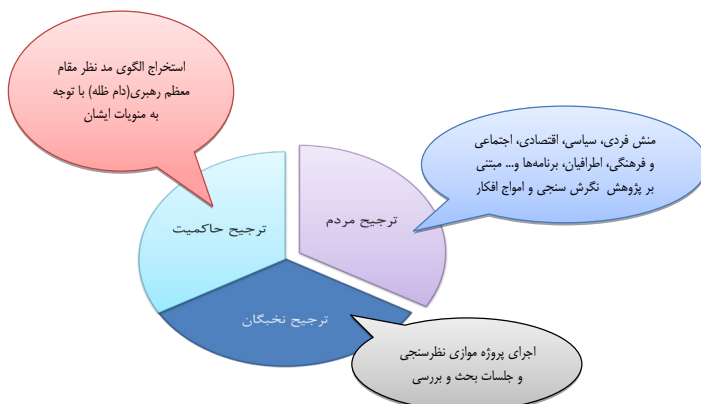 استخراج الگوی مد نظر مقام
معظم رهبری(دام ظله) با توجه
به منویات ایشان
منش فردی، سیاسی، اقتصادی، اجتماعی
و فرهنگی، اطرافیان، برنامه‌ها و... مبتنی
بر پژوهش نگرش سنجی و امواج افکار
ترجیح مردم
ترجیح حاکمیت
ترجیح نخبگان
اجرای پروژه موازی نظرسنجی
و جلسات بحث و بررسی